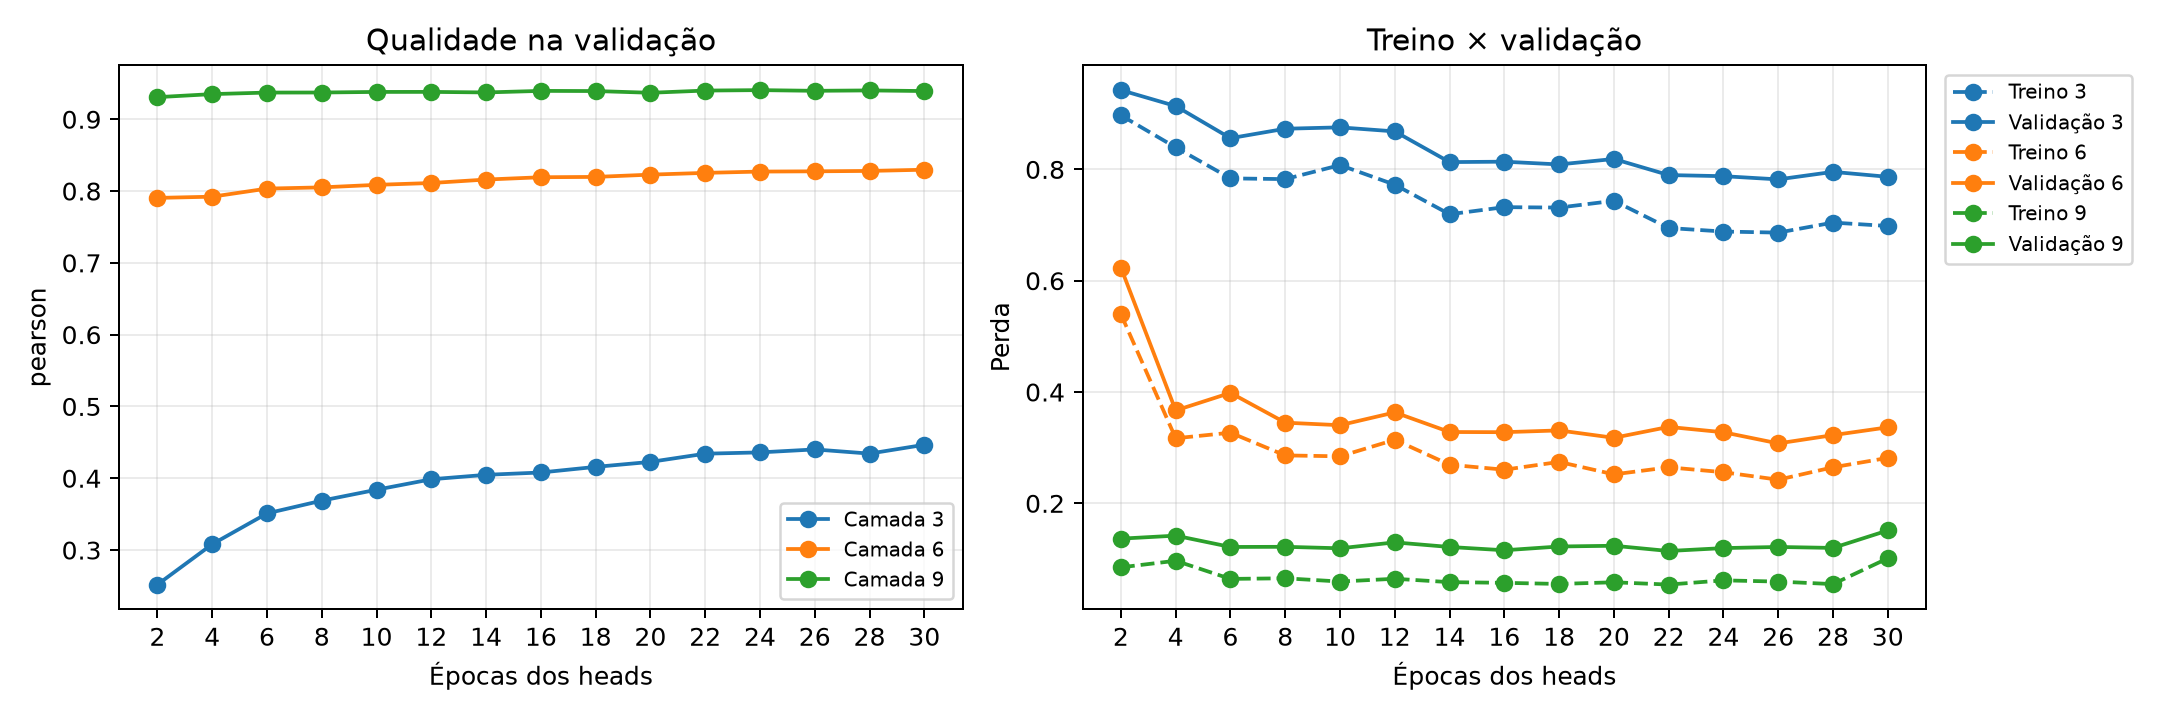 Qualidade na validação
pearson
0.9
0.8
0.7
0.6
0.5
0.4
0.3
2 4 6 8 10 12 14 16 18 20 22 24 26 28 30
Épocas dos heads
Camada 3
Camada 6
Camada 9
Treino × validação
Perda
0.8
0.6
0.4
0.2
2 4 6 8 10 12 14 16 18 20 22 24 26 28 30
Épocas dos heads
Treino 3
Validação 3
Treino 6
Validação 6
Treino 9
Validação 9